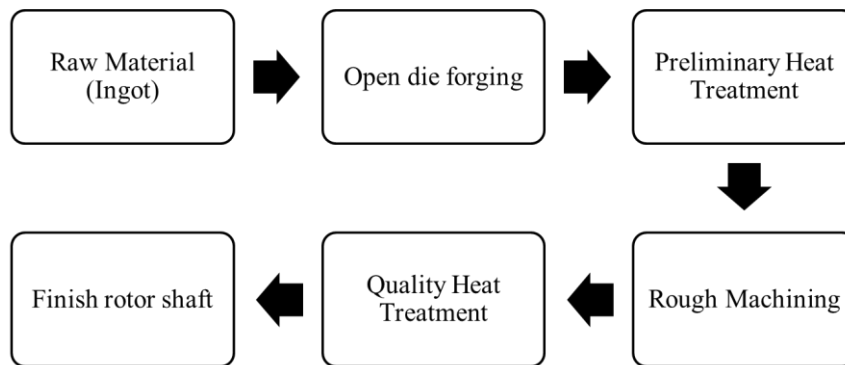 Raw Material
(Ingot)
Open die forging
Preliminary Heat
Treatment
Rough Machining
Quality Heat
Treatment
Finish rotor shaft